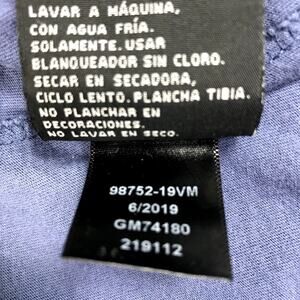 LAVAR A MÁQUINA,
CON AGUA FRÍA.
SOLAMENTE. USAR
BLANQUEADOR SIN CLORO.
SECAR EN SECADORA,
CICLO LENTO. PLANCHA TIBIA.
NO PLANCHAR EN
DECORACIONES.
NO LAVAR EN SECO.
98752-19VM
6/2019
GM74180
219112